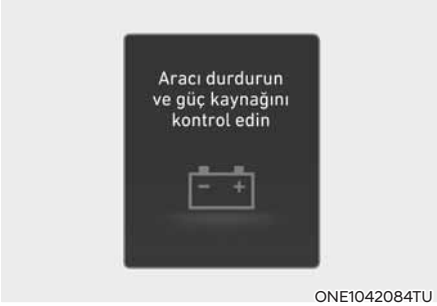 Aracı durdurun
ve güç kaynağını
kontrol edin
- +
ONE1042084TU